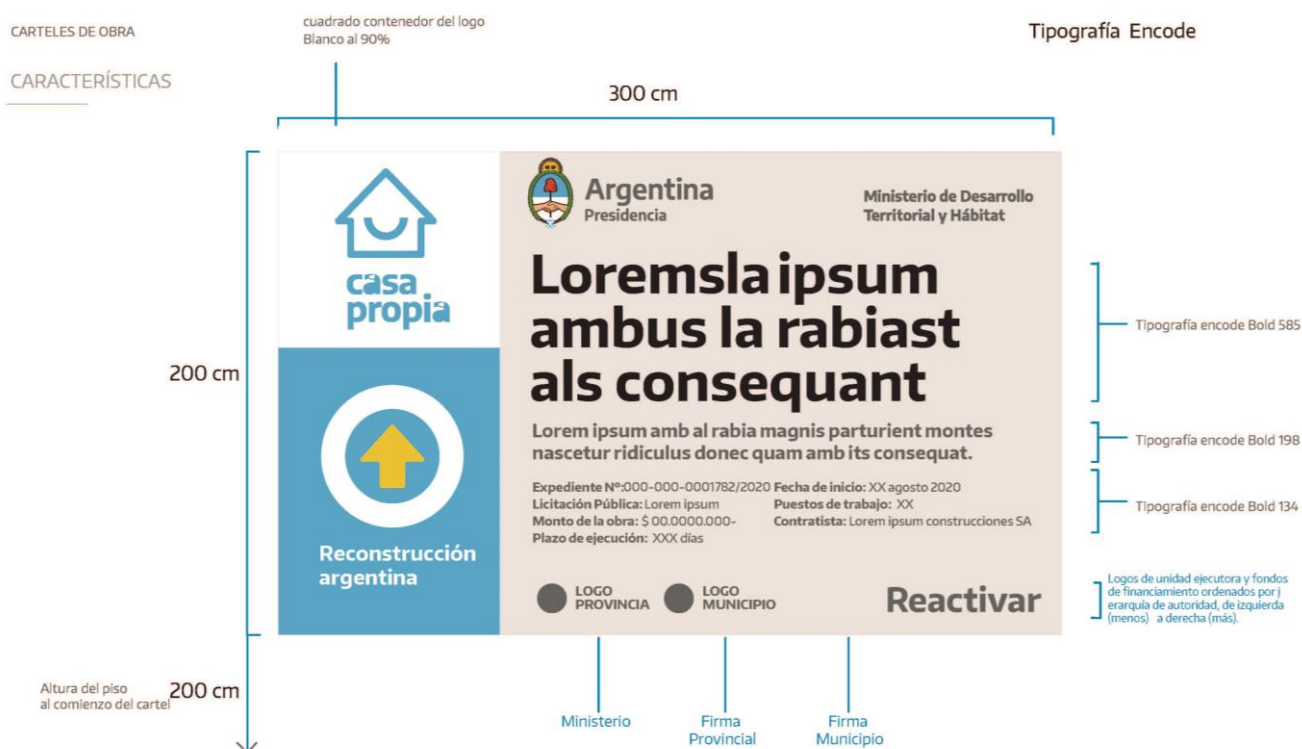 CARTELES DE OBRA
CARACTERÍSTICAS
cuadrado contenedor del logo
Blanco al 90%
Tipografía Encode
300 cm
200 cm
casa
propia
Reconstrucción
argentina
Argentina
Presidencia
Ministerio de Desarrollo
Territorial y Hábitat
Loremsla ipsum
ambus la rabiast
als consequant
Lorem ipsum amb al rabia magnis parturient montes
nascetur ridiculus donec quam amb its consequat.
Expediente N°:000-000-0001782/2020 Fecha de inicio: XX agosto 2020
Licitación Pública: Lorem ipsum Puestos de trabajo: XX
Monto de la obra: $ 00.0000.000- Contratista: Lorem ipsum construcciones SA
Plazo de ejecución: XXX días
LOGO
PROVINCIA
LOGO
MUNICIPIO
Reactivar
Tipografía encode Bold 585
Tipografía encode Bold 198
Tipografía encode Bold 134
Logos de unidad ejecutora y fondos
de financiamiento ordenados por j
erarquía de autoridad, de izquierda
(menos) a derecha (más).
Altura del piso
al comienzo del cartel
200 cm
Ministerio
Firma
Provincial
Firma
Municipio